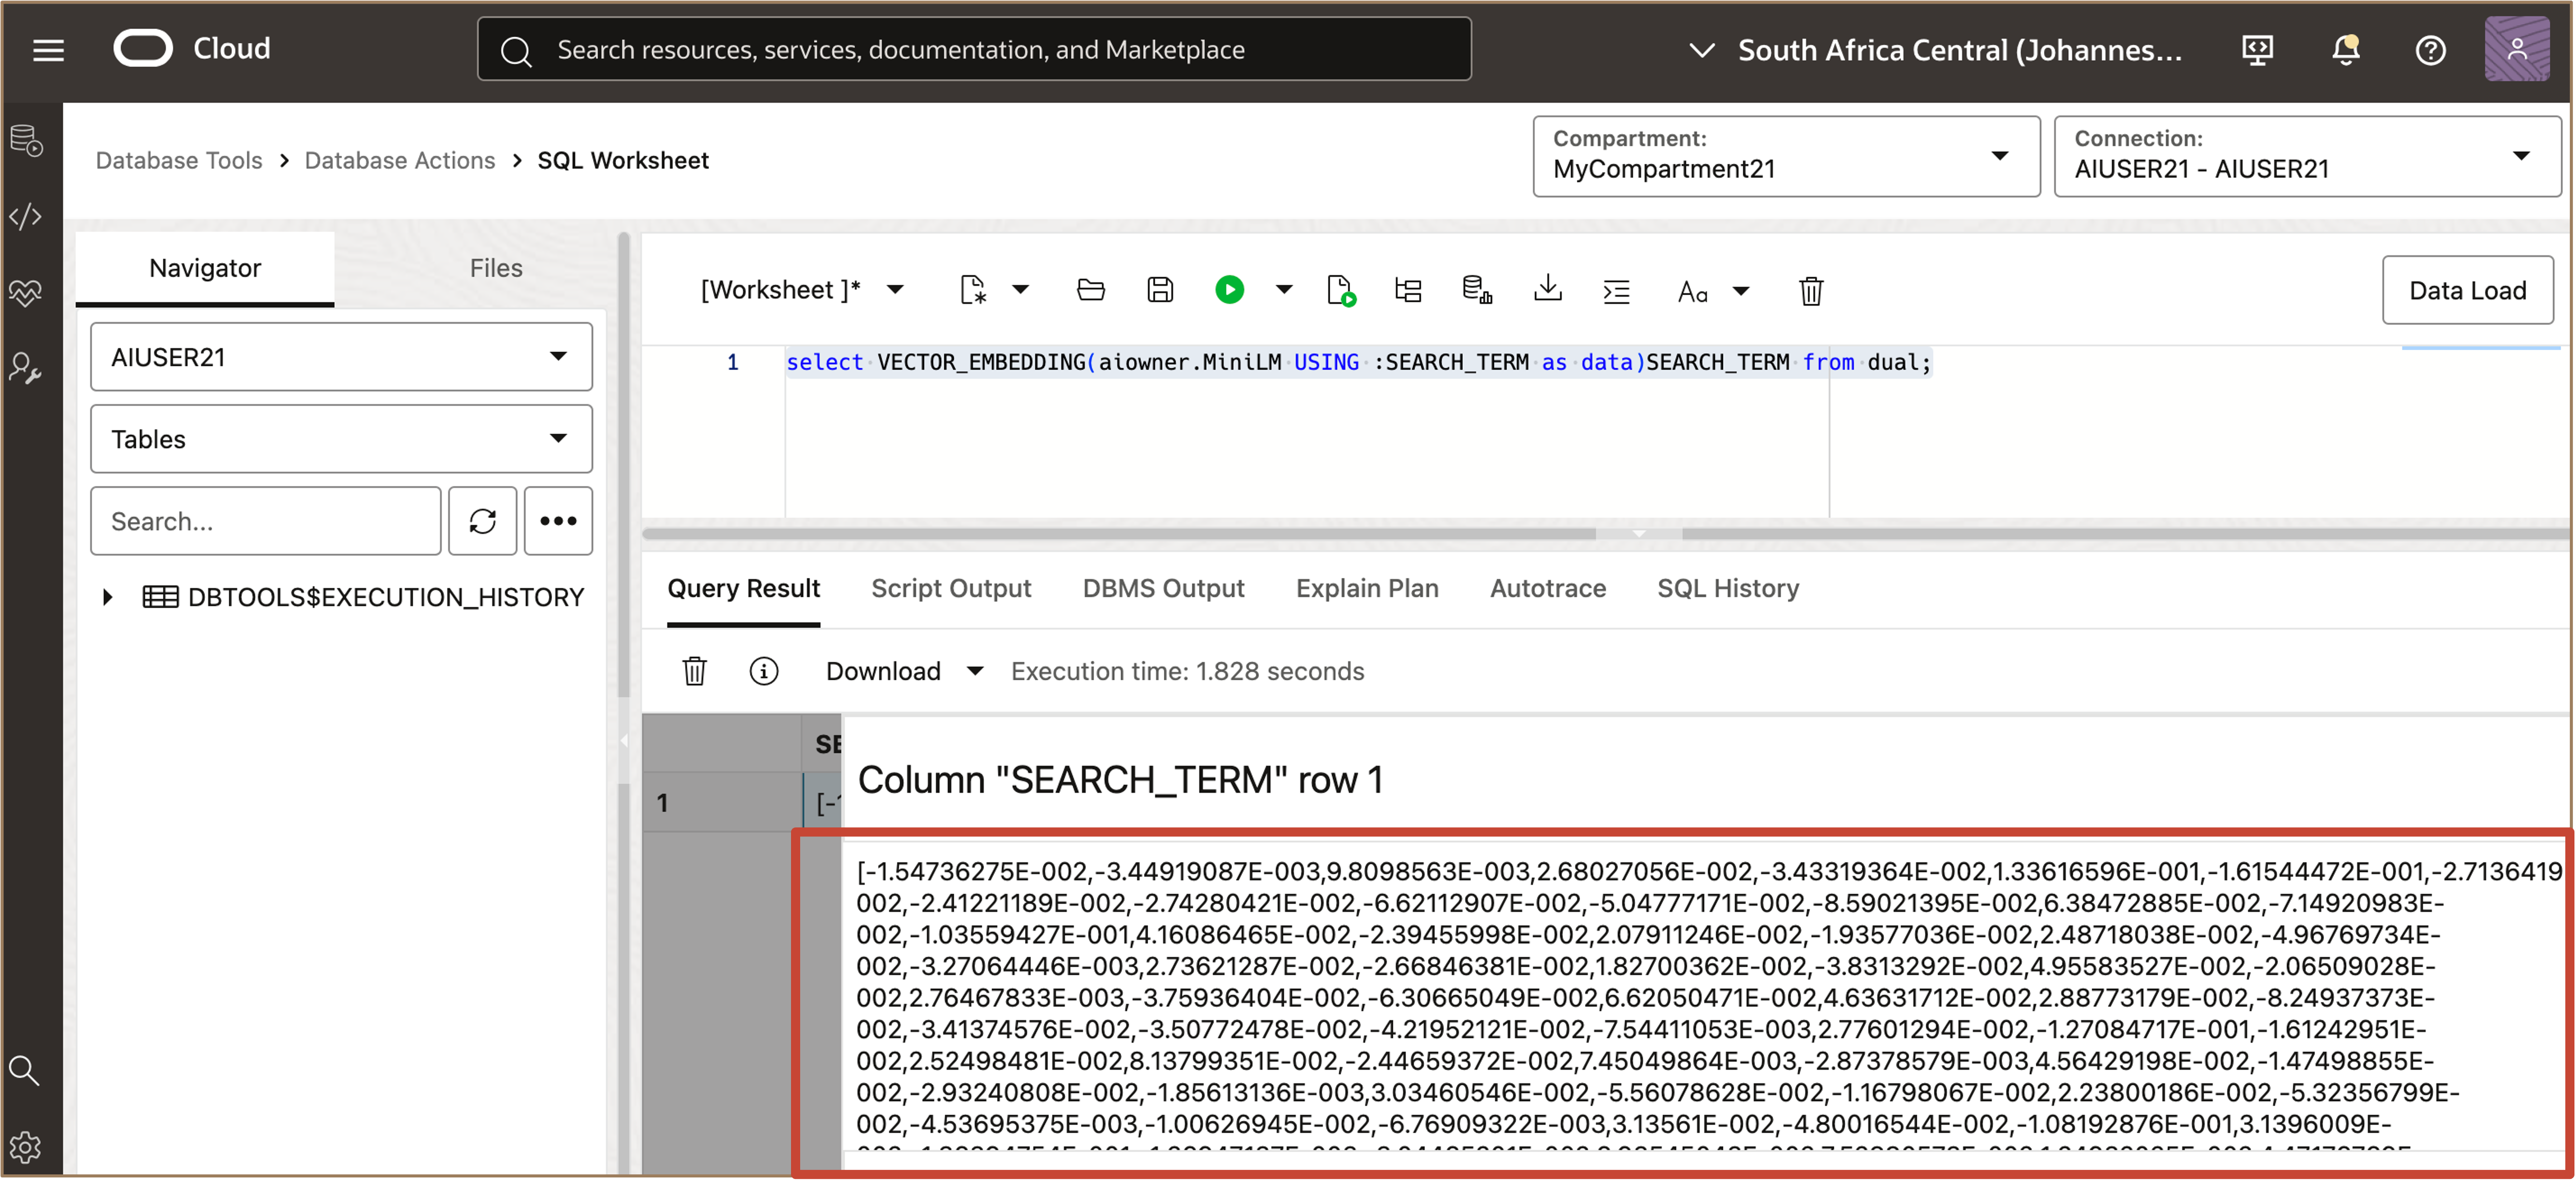 Cloud
Search resources, services, documentation, and Marketplace
South Africa Central (Johannes...
Database Tools > Database Actions > SQL Worksheet
Compartment:
MyCompartment21
Connection:
AIUSER21 - AIUSER21
Navigator
Files
AIUSER21
Tables
Search...
DBTOOLS$EXECUTION_HISTORY
[Worksheet ]*
Aa
Data Load
1
select VECTOR_EMBEDDING(aiowner.MiniLM USING :SEARCH_TERM as data)SEARCH_TERM from dual;
Query Result
Script Output
DBMS Output
Explain Plan
Autotrace
SQL History
Download
Execution time: 1.828 seconds
SE
1
[-1
Column "SEARCH_TERM" row 1
[-1.54736275E-002,-3.44919087E-003,9.8098563E-003,2.68027056E-002,-3.43319364E-002,1.33616596E-001,-1.61544472E-001,-2.7136419
002,-2.41221189E-002,-2.74280421E-002,-6.62112907E-002,-5.04777171E-002,-8.59021395E-002,6.38472885E-002,-7.14920983E-
002,-1.03559427E-001,4.16086465E-002,-2.39455998E-002,2.07911246E-002,-1.93577036E-002,2.48718038E-002,-4.96769734E-
002,-3.27064446E-003,2.73621287E-002,-2.66846381E-002,1.82700362E-002,-3.8313292E-002,4.95583527E-002,-2.06509028E-
002,2.76467833E-003,-3.75936404E-002,-6.30665049E-002,6.62050471E-002,4.63631712E-002,2.88773179E-002,-8.24937373E-
002,-3.41374576E-002,-3.50772478E-002,-4.21952121E-002,-7.54411053E-003,2.77601294E-002,-1.27084717E-001,-1.61242951E-
002,2.52498481E-002,8.13799351E-002,-2.44659372E-002,7.45049864E-003,-2.87378579E-003,4.56429198E-002,-1.47498855E-
002,-2.93240808E-002,-1.85613136E-003,3.03460546E-002,-5.56078628E-002,-1.16798067E-002,2.23800186E-002,-5.32356799E-
002,-4.53695375E-003,-1.00626945E-002,-6.76909322E-003,3.13561E-002,-4.80016544E-002,-1.08192876E-001,3.1396009E-